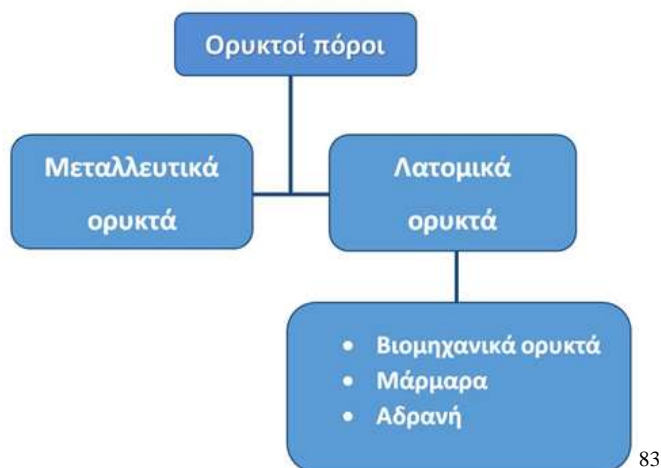 Ορυκτοί πόροι
Μεταλλευτικά
ορυκτά
Λατομικά
ορυκτά
• Βιομηχανικά ορυκτά
• Μάρμαρα
• Αδρανή
83